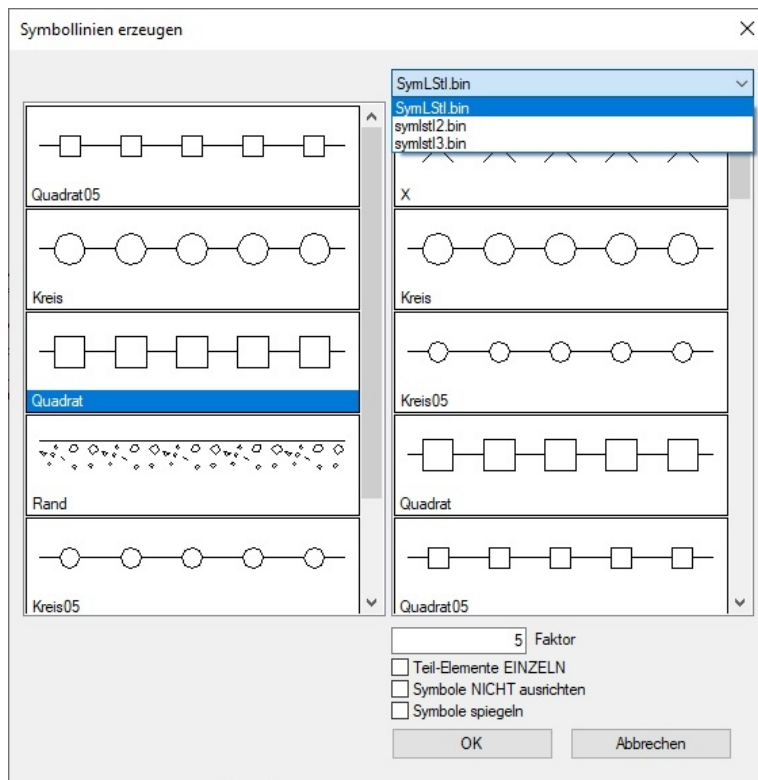 Symbollinien erzeugen
SymLStl.bin
SymLStl.bin
symlstl2.bin
symlstl3.bin
Quadrat05
Kreis
Quadrat
Rand
Kreis05
X
Kreis
Kreis05
Quadrat
Quadrat05
5 Faktor
Teil-Elemente EINZELN
Symbole NICHT ausrichten
Symbole spiegeln
OK
Abbrechen